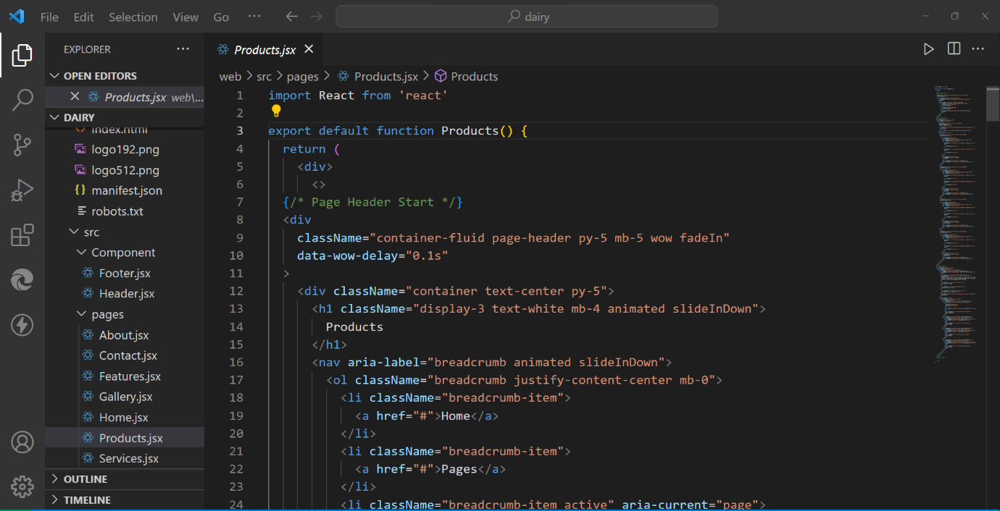 File Edit Selection View Go ··· dairy
EXPLORER ···
OPEN EDITORS
Products.jsx web\...
DAIRY
index.html
logo192.png
logo512.png
{} manifest.json
robots.txt
src
Component
Footer.jsx
Header.jsx
pages
About.jsx
Contact.jsx
Features.jsx
Gallery.jsx
Home.jsx
Products.jsx
Services.jsx
OUTLINE
TIMELINE
Products.jsx
web > src > pages > Products.jsx > Products
1 import React from 'react'
2
3 export default function Products() {
4 return (
5 <div>
6 <>
7 {/* Page Header Start */}
8 <div
9 className="container-fluid page-header py-5 mb-5 wow fadeIn"
10 data-wow-delay="0.1s"
11 >
12 <div className="container text-center py-5">
13 <h1 className="display-3 text-white mb-4 animated slideInDown">
14 Products
15 </h1>
16 <nav aria-label="breadcrumb animated slideInDown">
17 <ol className="breadcrumb justify-content-center mb-0">
18 <li className="breadcrumb-item">
19 <a href="#">Home</a>
20 </li>
21 <li className="breadcrumb-item">
22 <a href="#">Pages</a>
23 </li>
24 <li className="breadcrumb-item active" aria-current="page">